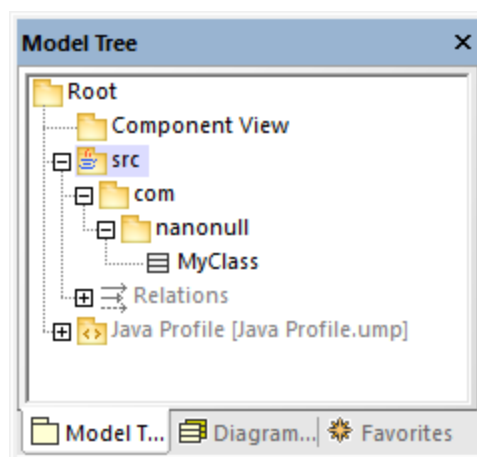 Model Tree
Root
Component View
src
com
nanonull
MyClass
Relations
Java Profile [Java Profile.ump]
Model T... Diagram... Favorites